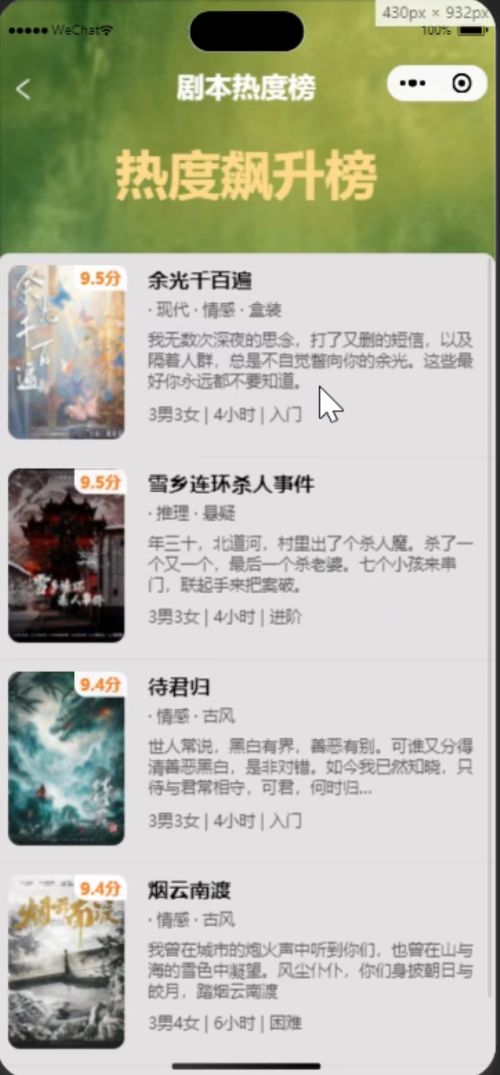 430px × 932px
WeChat
100%
剧本热度榜
热度飙升榜
9.5分
余光千百遍
余光千百遍
· 现代 · 情感 · 盒装
我无数次深夜的思念，打了又删的短信，以及
隔着人群，总是不自觉瞥向你的余光。这些最
好你永远都不要知道。
3男3女 | 4小时 | 入门
9.5分
雪乡连环杀人事件
· 推理 · 悬疑
年三十，北道河，村里出了个杀人魔。杀了一
个又一个，最后一个杀老婆。七个小孩来串
门，联起手来把案破。
3男3女 | 4小时 | 进阶
9.4分
待君归
· 情感 · 古风
世人常说，黑白有界，善恶有别。可谁又分得
清善恶黑白，是非对错。如今我已然知晓，只
待与君常相守，可君，何时归...
3男3女 | 4小时 | 入门
9.4分
烟云南渡
烟云南渡
· 情感 · 古风
我曾在城市的炮火声中听到你们，也曾在山与
海的雪色中凝望。风尘仆仆，你们身披朝日与
皎月，踏烟云南渡
3男4女 | 6小时 | 困难